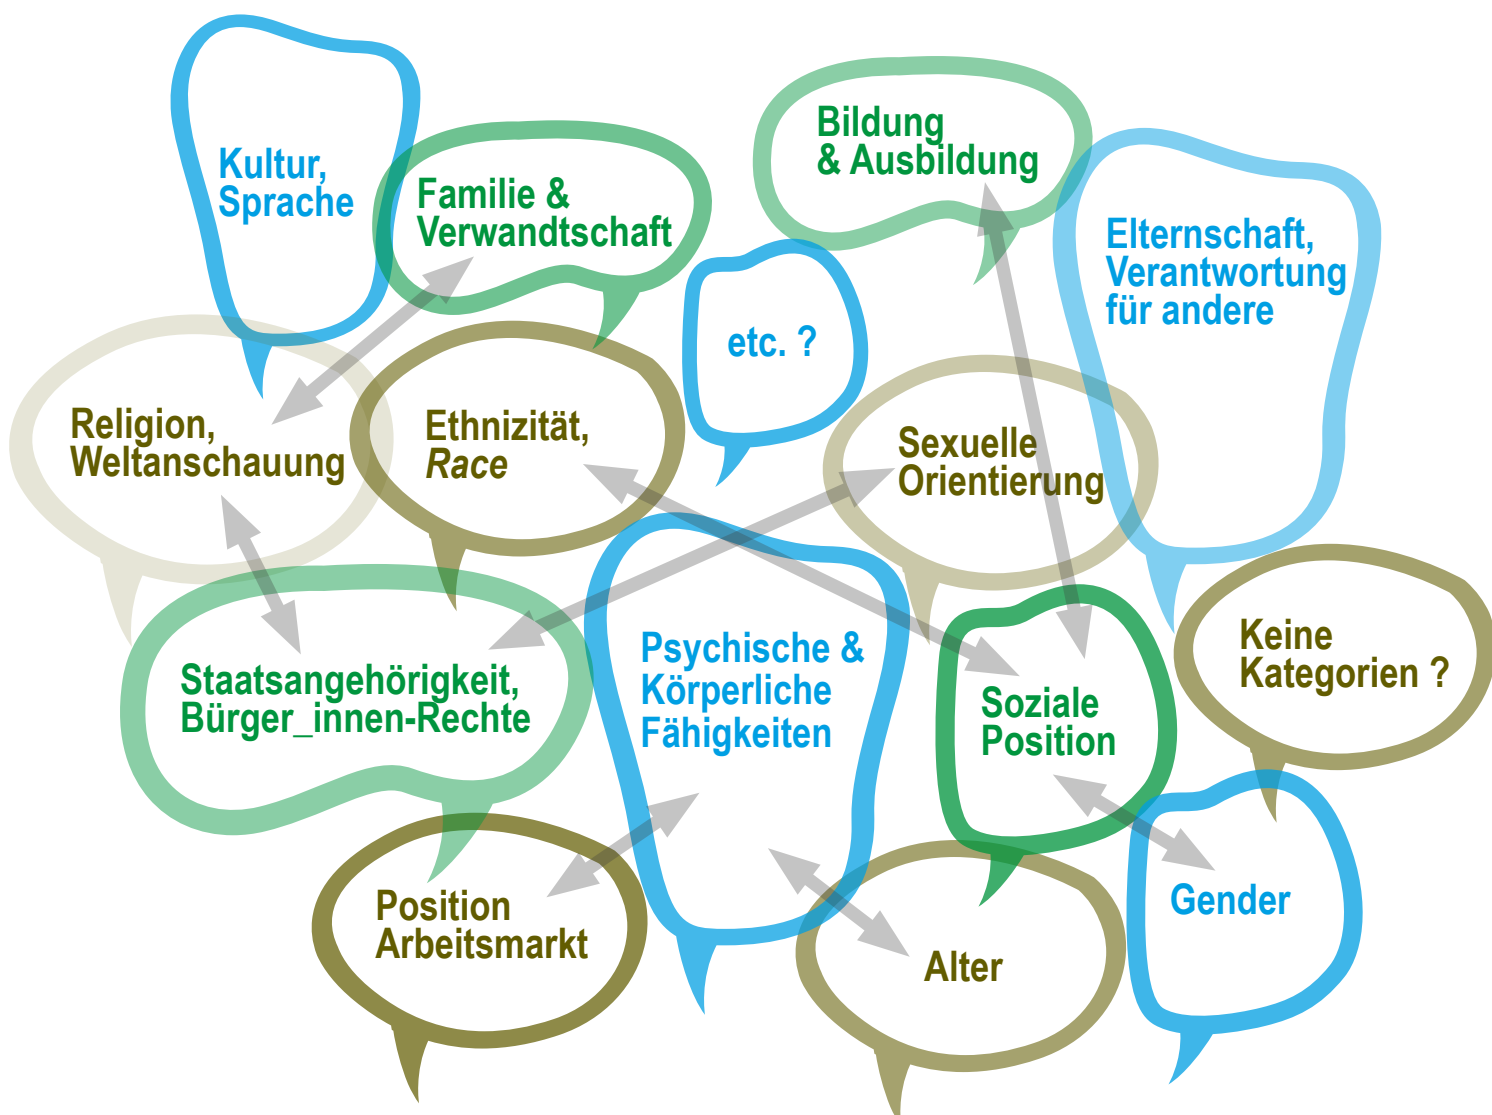 Kultur,
Sprache
Familie &
Verwandtschaft
Bildung
& Ausbildung
Elternschaft,
Verantwortung
für andere
etc. ?
Religion,
Weltanschauung
Ethnizität,
Race
Sexuelle
Orientierung
Staatsangehörigkeit,
Bürger_innen-Rechte
Psychische &
Körperliche
Fähigkeiten
Soziale
Position
Keine
Kategorien ?
Position
Arbeitsmarkt
Alter
Gender